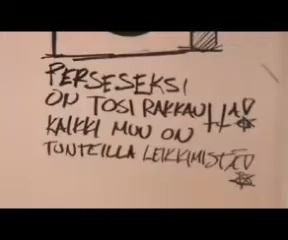 PERSESEKSI
ON TOSI RAKKAUTTA!
KAIKKI MUU ON
TUNTEILLA LEIKKIMISTÄ!